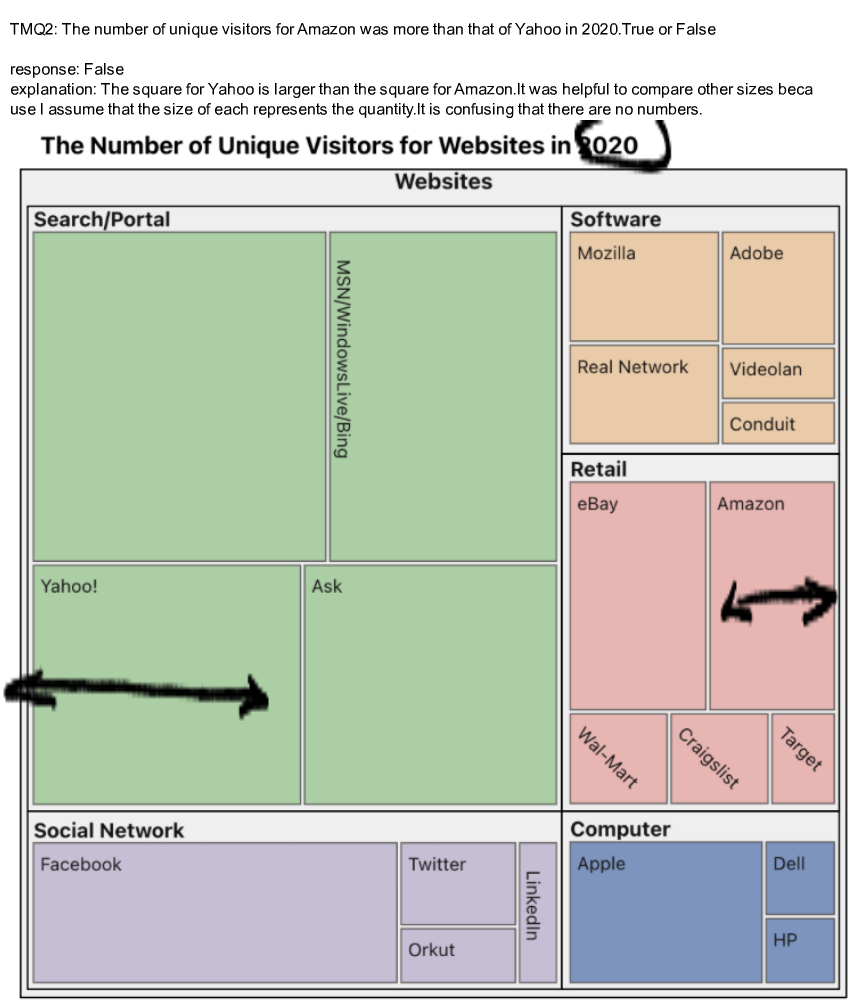 TMQ2: The number of unique visitors for Amazon was more than that of Yahoo in 2020.True or False
response: False
explanation: The square for Yahoo is larger than the square for Amazon.It was helpful to compare other sizes beca
use I assume that the size of each represents the quantity.It is confusing that there are no numbers.
The Number of Unique Visitors for Websites in 2020
Websites
Search/Portal
MSN/WindowsLive/Bing
Yahoo!
Ask
Software
Mozilla
Adobe
Real Network
Videolan
Conduit
Retail
eBay
Amazon
Wal-Mart
Craigslist
Target
Social Network
Facebook
Twitter
Orkut
LinkedIn
Computer
Apple
Dell
HP